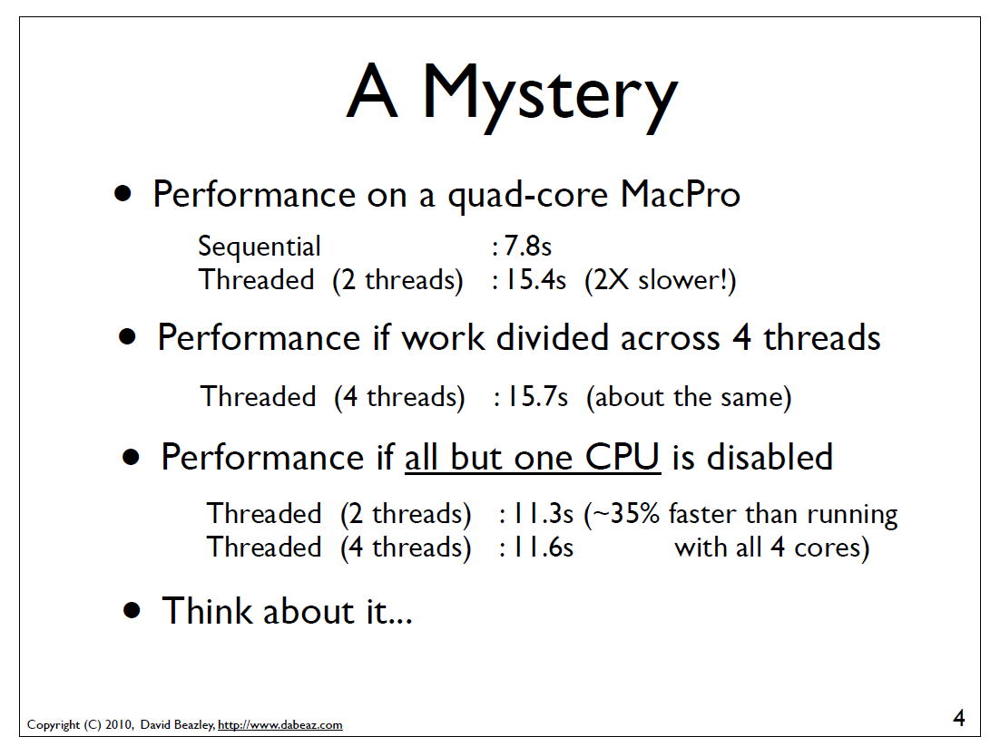 A Mystery
• Performance on a quad-core MacPro
Sequential : 7.8s
Threaded (2 threads) : 15.4s (2X slower!)
• Performance if work divided across 4 threads
Threaded (4 threads) : 15.7s (about the same)
• Performance if all but one CPU is disabled
Threaded (2 threads) : 11.3s (~35% faster than running
Threaded (4 threads) : 11.6s with all 4 cores)
• Think about it...
Copyright (C) 2010, David Beazley, http://www.dabeaz.com
4